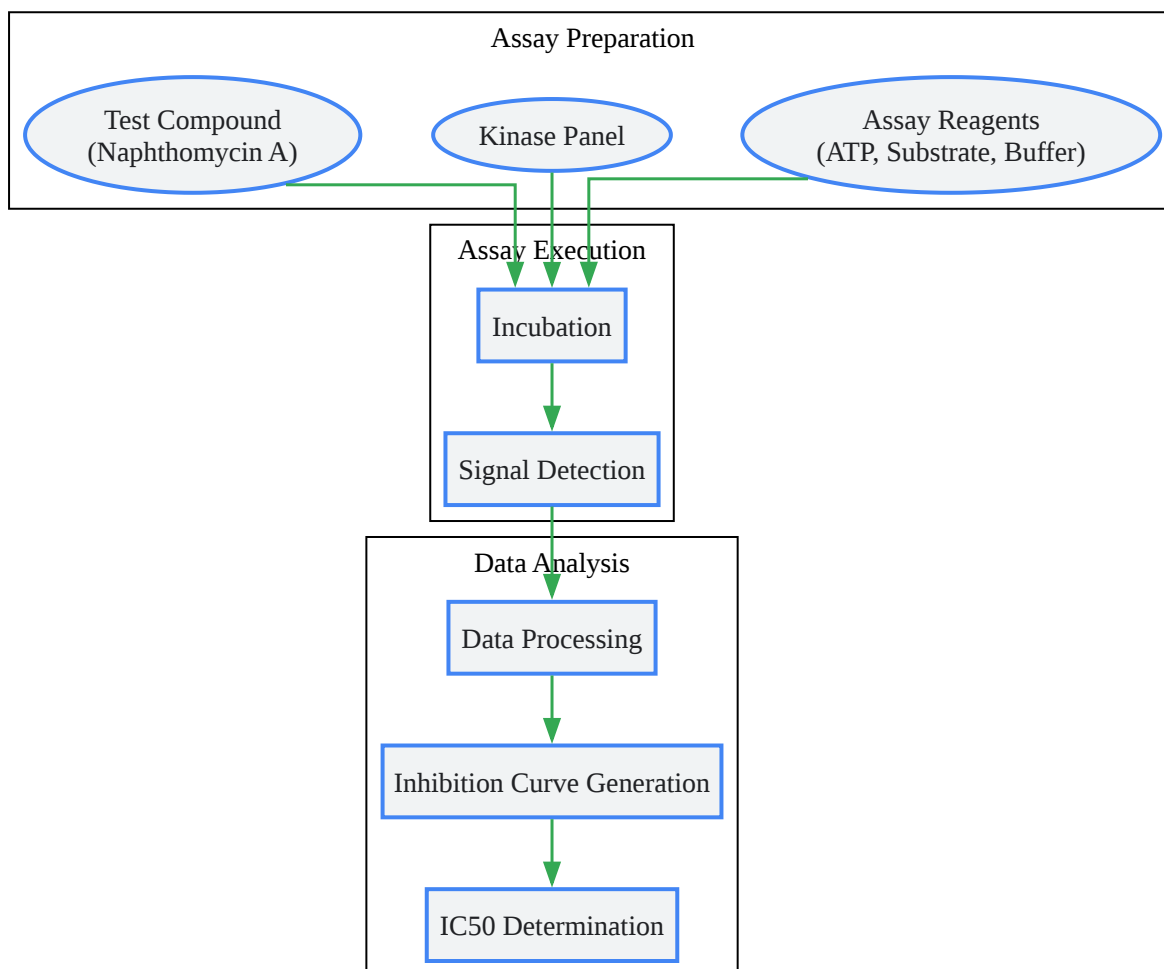 Assay Preparation
Test Compound
(Naphthomycin A)
Kinase Panel
Assay Reagents
(ATP, Substrate, Buffer)
Assay Execution
Incubation
Signal Detection
Data Analysis
Data Processing
Inhibition Curve Generation
IC50 Determination